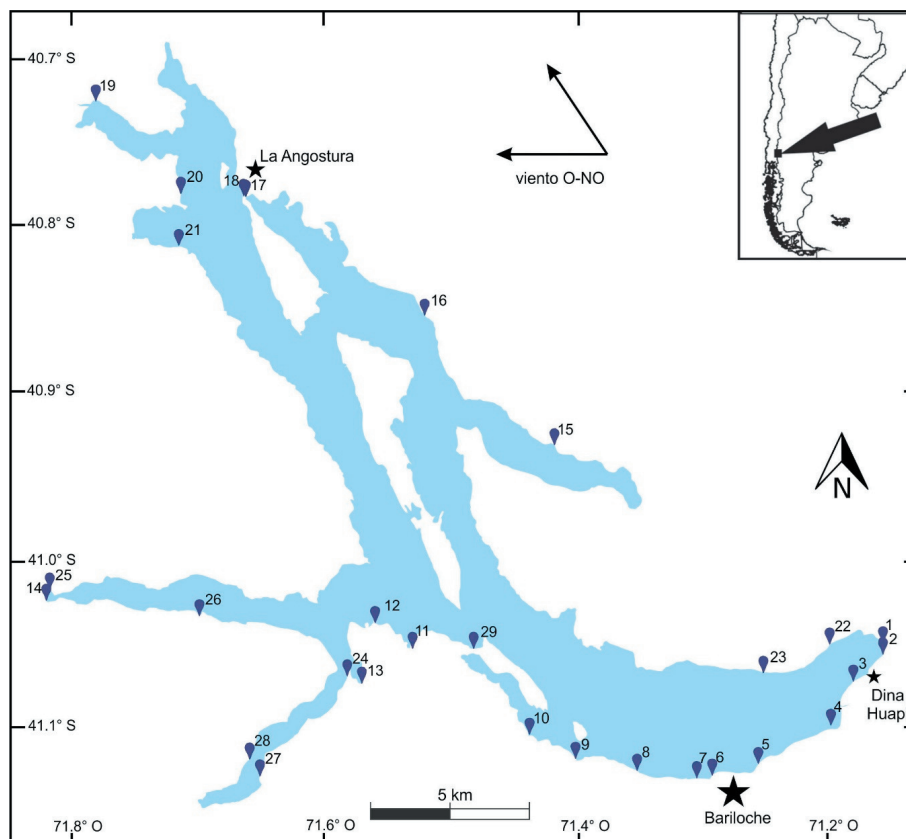 40.7° S
19
La Angostura
viento O-NO
20
18
17
40.8° S
21
16
40.9° S
15
N
41.0° S
25
14
26
12
11
29
22
1
2
23
3
24
13
Dina
Huap
4
41.1° S
10
28
9
5
27
8
7
6
5 km
Bariloche
71.8° O
71.6° O
71.4° O
71.2° O